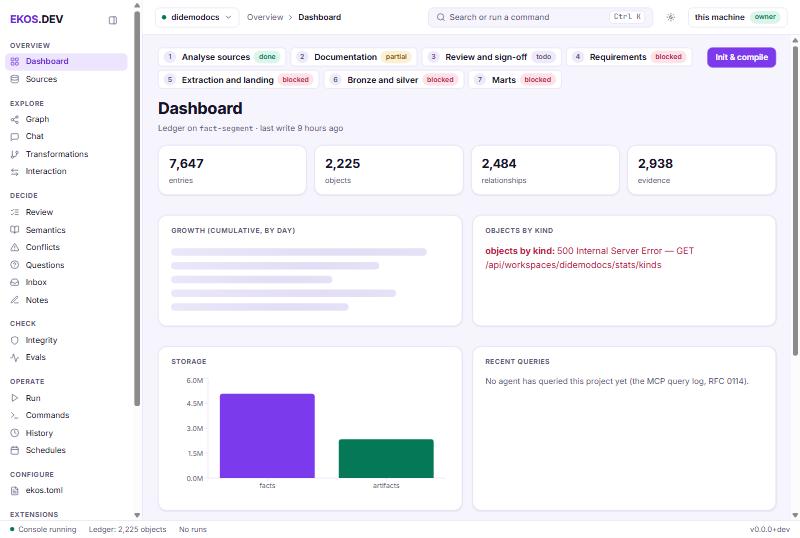 EKOS.DEV
OVERVIEW
Dashboard
Sources
EXPLORE
Graph
Chat
Transformations
Interaction
DECIDE
Review
Semantics
Conflicts
Questions
Inbox
Notes
CHECK
Integrity
Evals
OPERATE
Run
Commands
History
Schedules
CONFIGURE
ekos.toml
EXTENSIONS
didemodocs
Overview > Dashboard
Search or run a command Ctrl K
this machine owner
1 Analyse sources done 2 Documentation partial 3 Review and sign-off todo 4 Requirements blocked
5 Extraction and landing blocked 6 Bronze and silver blocked 7 Marts blocked
Init & compile
Dashboard
Ledger on fact-segment · last write 9 hours ago
7,647
entries
2,225
objects
2,484
relationships
2,938
evidence
GROWTH (CUMULATIVE, BY DAY)
OBJECTS BY KIND
objects by kind: 500 Internal Server Error — GET
/api/workspaces/didemodocs/stats/kinds
STORAGE
6.0M
4.5M
3.0M
1.5M
0.0M
facts
artifacts
RECENT QUERIES
No agent has queried this project yet (the MCP query log, RFC 0114).
Console running Ledger: 2,225 objects No runs
v0.0.0+dev